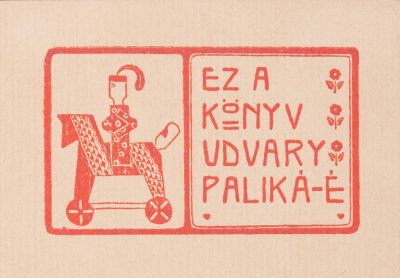 EZ A
KÖNYV
UDVARY
PALIKÁ-É